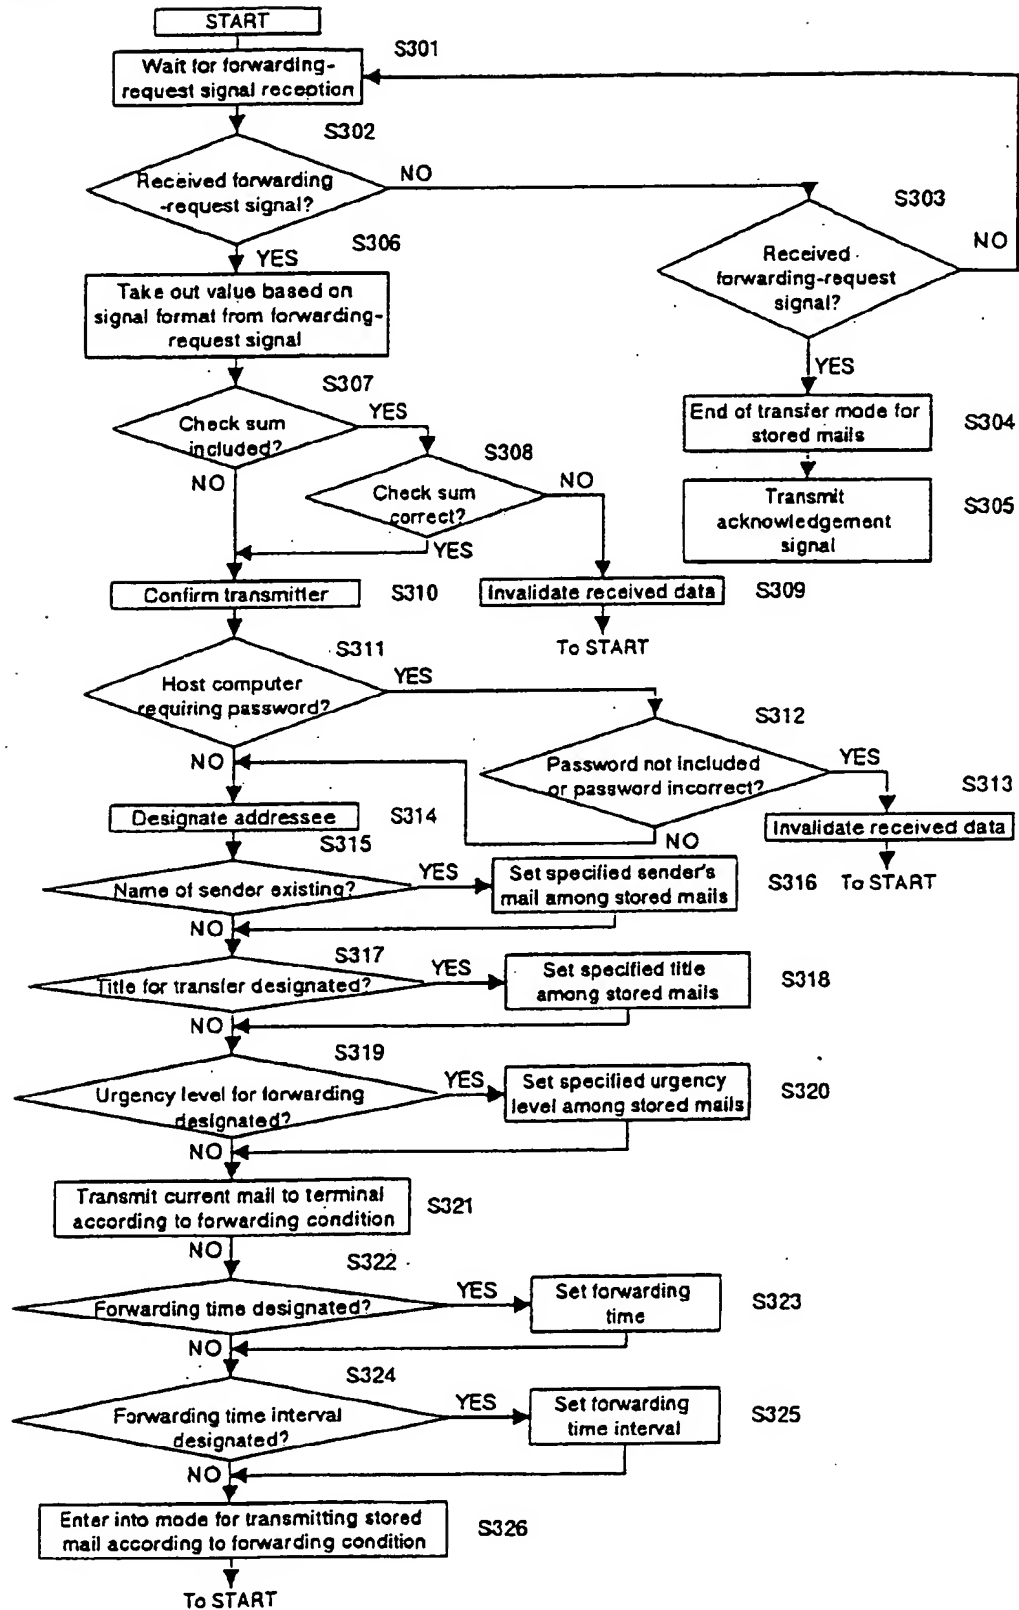 START
S301
Wait for forwarding-
request signal reception
S302
Received forwarding
-request signal?
NO
S303
Received
forwarding-request
signal?
NO
S306
YES
Take out value based on
signal format from forwarding-
request signal
YES
End of transfer mode for
stored mails
S304
S307
Check sum
included?
YES
S308
Check sum
correct?
NO
NO
YES
Transmit
acknowledgement
signal
S305
Confirm transmitter
S310
Invalidate received data
S309
To START
S311
Host computer
requiring password?
YES
S312
Password not included
or password incorrect?
YES
S313
NO
Invalidate received data
To START
NO
Designate addressee
S314
S315
Name of sender existing?
YES
Set specified sender's
mail among stored mails
S316
NO
S317
Title for transfer designated?
YES
Set specified title
among stored mails
S318
NO
S319
Urgency level for forwarding
designated?
YES
Set specified urgency
level among stored mails
S320
NO
Transmit current mail to terminal
according to forwarding condition
S321
NO
S322
Forwarding time designated?
YES
Set forwarding
time
S323
NO
S324
Forwarding time interval
designated?
YES
Set forwarding
time interval
S325
NO
Enter into mode for transmitting stored
mail according to forwarding condition
S326
To START